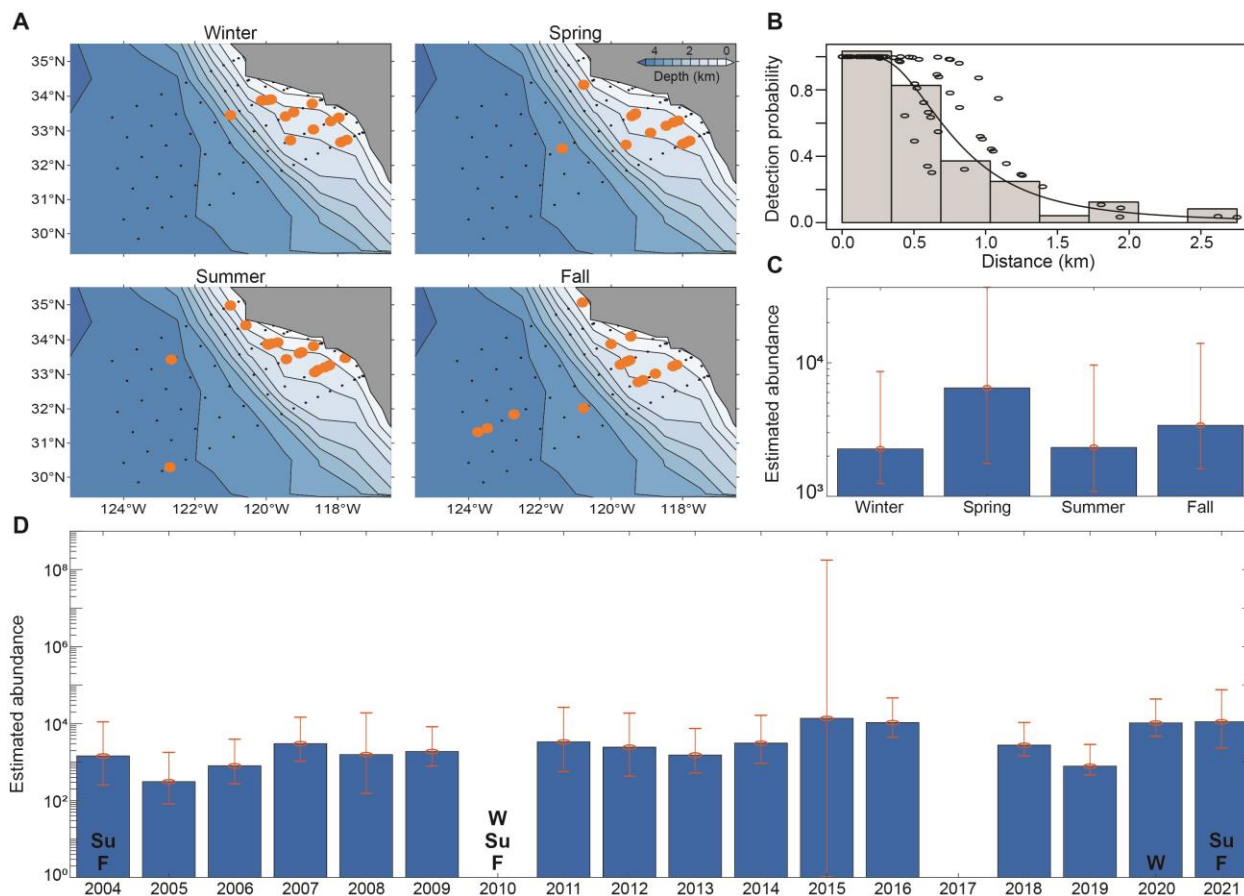 A
Winter
Spring
35°N
34°N
33°N
32°N
31°N
30°N
4 2 0
Depth (km)
Summer
Fall
35°N
34°N
33°N
32°N
31°N
30°N
124°W 122°W 120°W 118°W
124°W 122°W 120°W 118°W
B
Detection probability
0.8
0.4
0.0
0.0 0.5 1.0 1.5 2.0 2.5
Distance (km)
C
Estimated abundance
10⁴
10³
Winter Spring Summer Fall
D
Estimated abundance
10⁸
10⁶
10⁴
10²
10⁰
Su
F
W
Su
F
W
Su
F
2004 2005 2006 2007 2008 2009 2010 2011 2012 2013 2014 2015 2016 2017 2018 2019 2020 2021